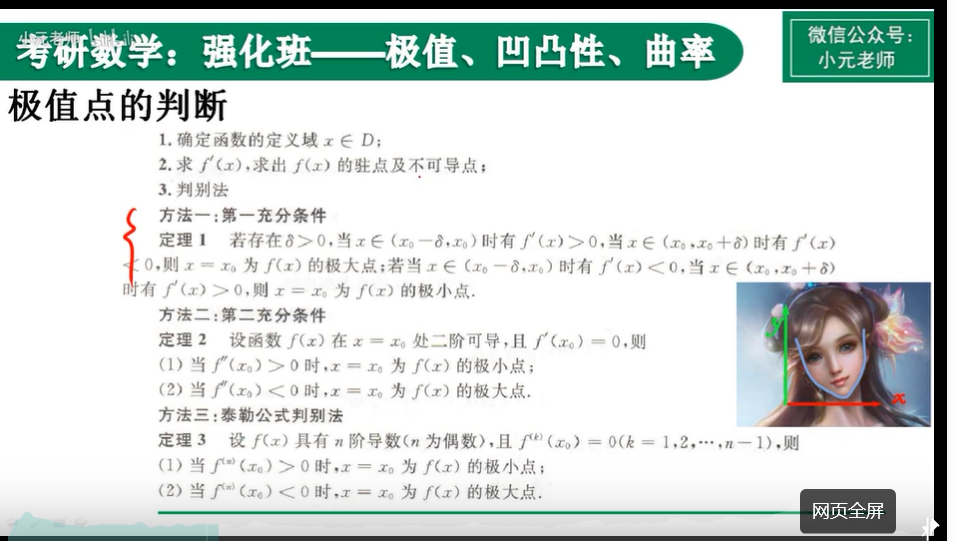 小元老师
考研数学：强化班——极值、凹凸性、曲率
微信公众号：
小元老师
极值点的判断
1. 确定函数的定义域 x ∈ D;
2. 求 f′(x),求出 f(x) 的驻点及不可导点;
3. 判别法
方法一:第一充分条件
定理 1 若存在δ>0,当 x ∈ (x₀−δ,x₀) 时有 f′(x)>0,当 x ∈ (x₀,x₀+δ) 时有 f′(x)
<0,则 x = x₀ 为 f(x) 的极大点;若当 x ∈ (x₀−δ,x₀) 时有 f′(x)<0,当 x ∈ (x₀,x₀+δ)
时有 f′(x)>0,则 x = x₀ 为 f(x) 的极小点.
方法二:第二充分条件
定理 2 设函数 f(x) 在 x = x₀ 处二阶可导,且 f′(x₀) = 0,则
(1) 当 f″(x₀)>0 时,x = x₀ 为 f(x) 的极小点;
(2) 当 f″(x₀)<0 时,x = x₀ 为 f(x) 的极大点.
方法三:泰勒公式判别法
定理 3 设 f(x) 具有 n 阶导数(n 为偶数),且 f⁽ᵏ⁾(x₀) = 0(k = 1,2,⋯,n−1),则
(1) 当 f⁽ⁿ⁾(x₀)>0 时,x = x₀ 为 f(x) 的极小点;
(2) 当 f⁽ⁿ⁾(x₀)<0 时,x = x₀ 为 f(x) 的极大点.
y
x
网页全屏